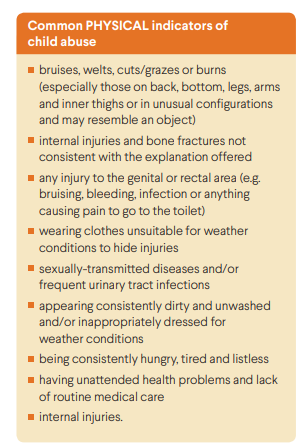 Common PHYSICAL indicators of
child abuse
bruises, welts, cuts/grazes or burns
(especially those on back, bottom, legs, arms
and inner thighs or in unusual configurations
and may resemble an object)
internal injuries and bone fractures not
consistent with the explanation offered
any injury to the genital or rectal area (e.g.
bruising, bleeding, infection or anything
causing pain to go to the toilet)
wearing clothes unsuitable for weather
conditions to hide injuries
sexually-transmitted diseases and/or
frequent urinary tract infections
appearing consistently dirty and unwashed
and/or inappropriately dressed for
weather conditions
being consistently hungry, tired and listless
having unattended health problems and lack
of routine medical care
internal injuries.